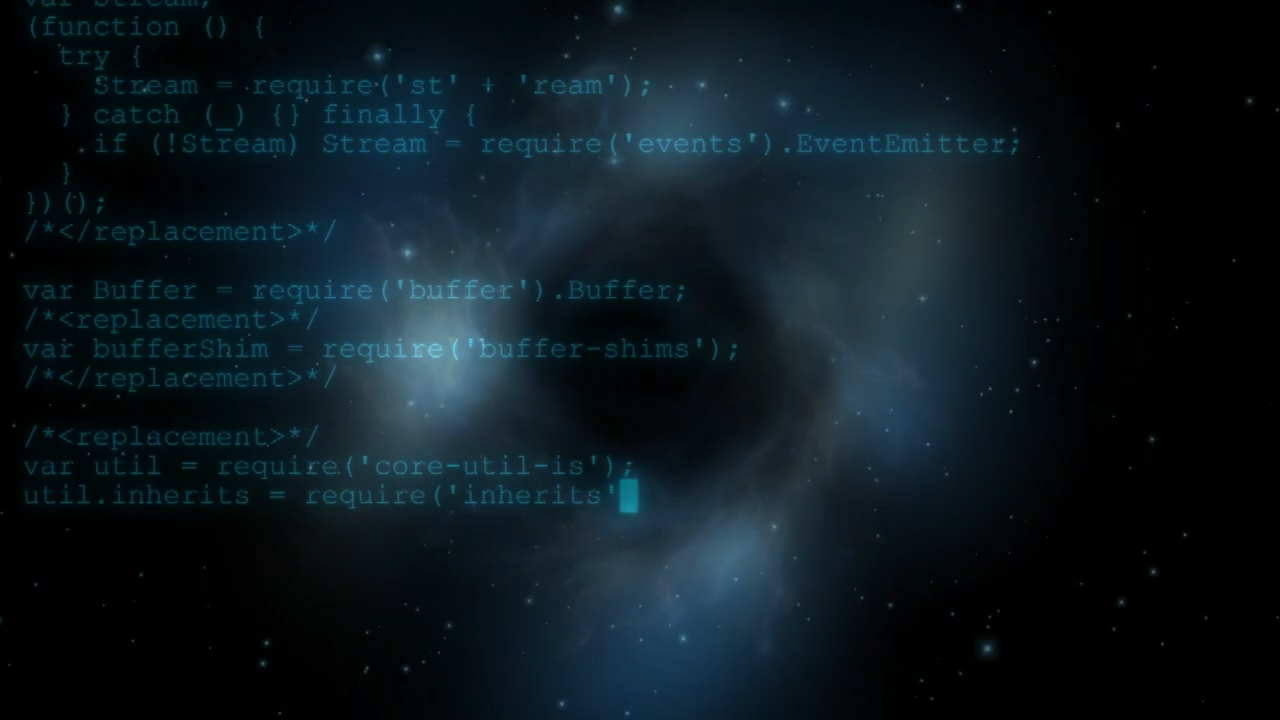 var Stream;
(function () {
  try {
    Stream = require('st' + 'ream');
  } catch (_) {} finally {
    if (!Stream) Stream = require('events').EventEmitter;
  }
})();
/*</replacement>*/

var Buffer = require('buffer').Buffer;
/*<replacement>*/
var bufferShim = require('buffer-shims');
/*</replacement>*/

/*<replacement>*/
var util = require('core-util-is');
util.inherits = require('inherits'